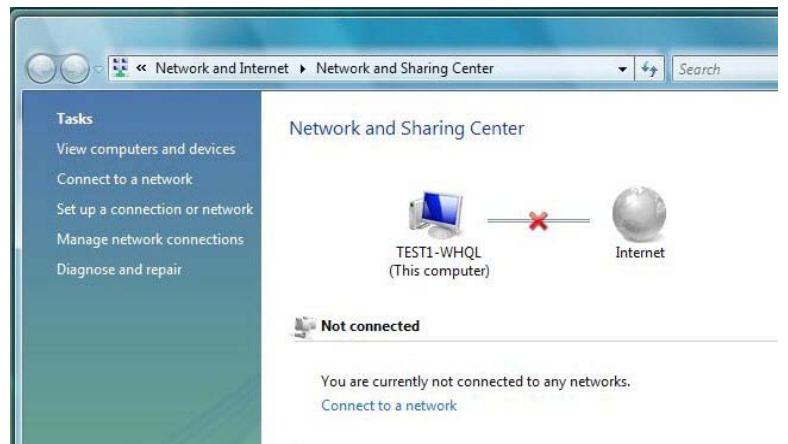 « Network and Internet ▸ Network and Sharing Center
Search
Tasks
View computers and devices
Connect to a network
Set up a connection or network
Manage network connections
Diagnose and repair
Network and Sharing Center
TEST1-WHQL
(This computer)
Internet
Not connected
You are currently not connected to any networks.
Connect to a network